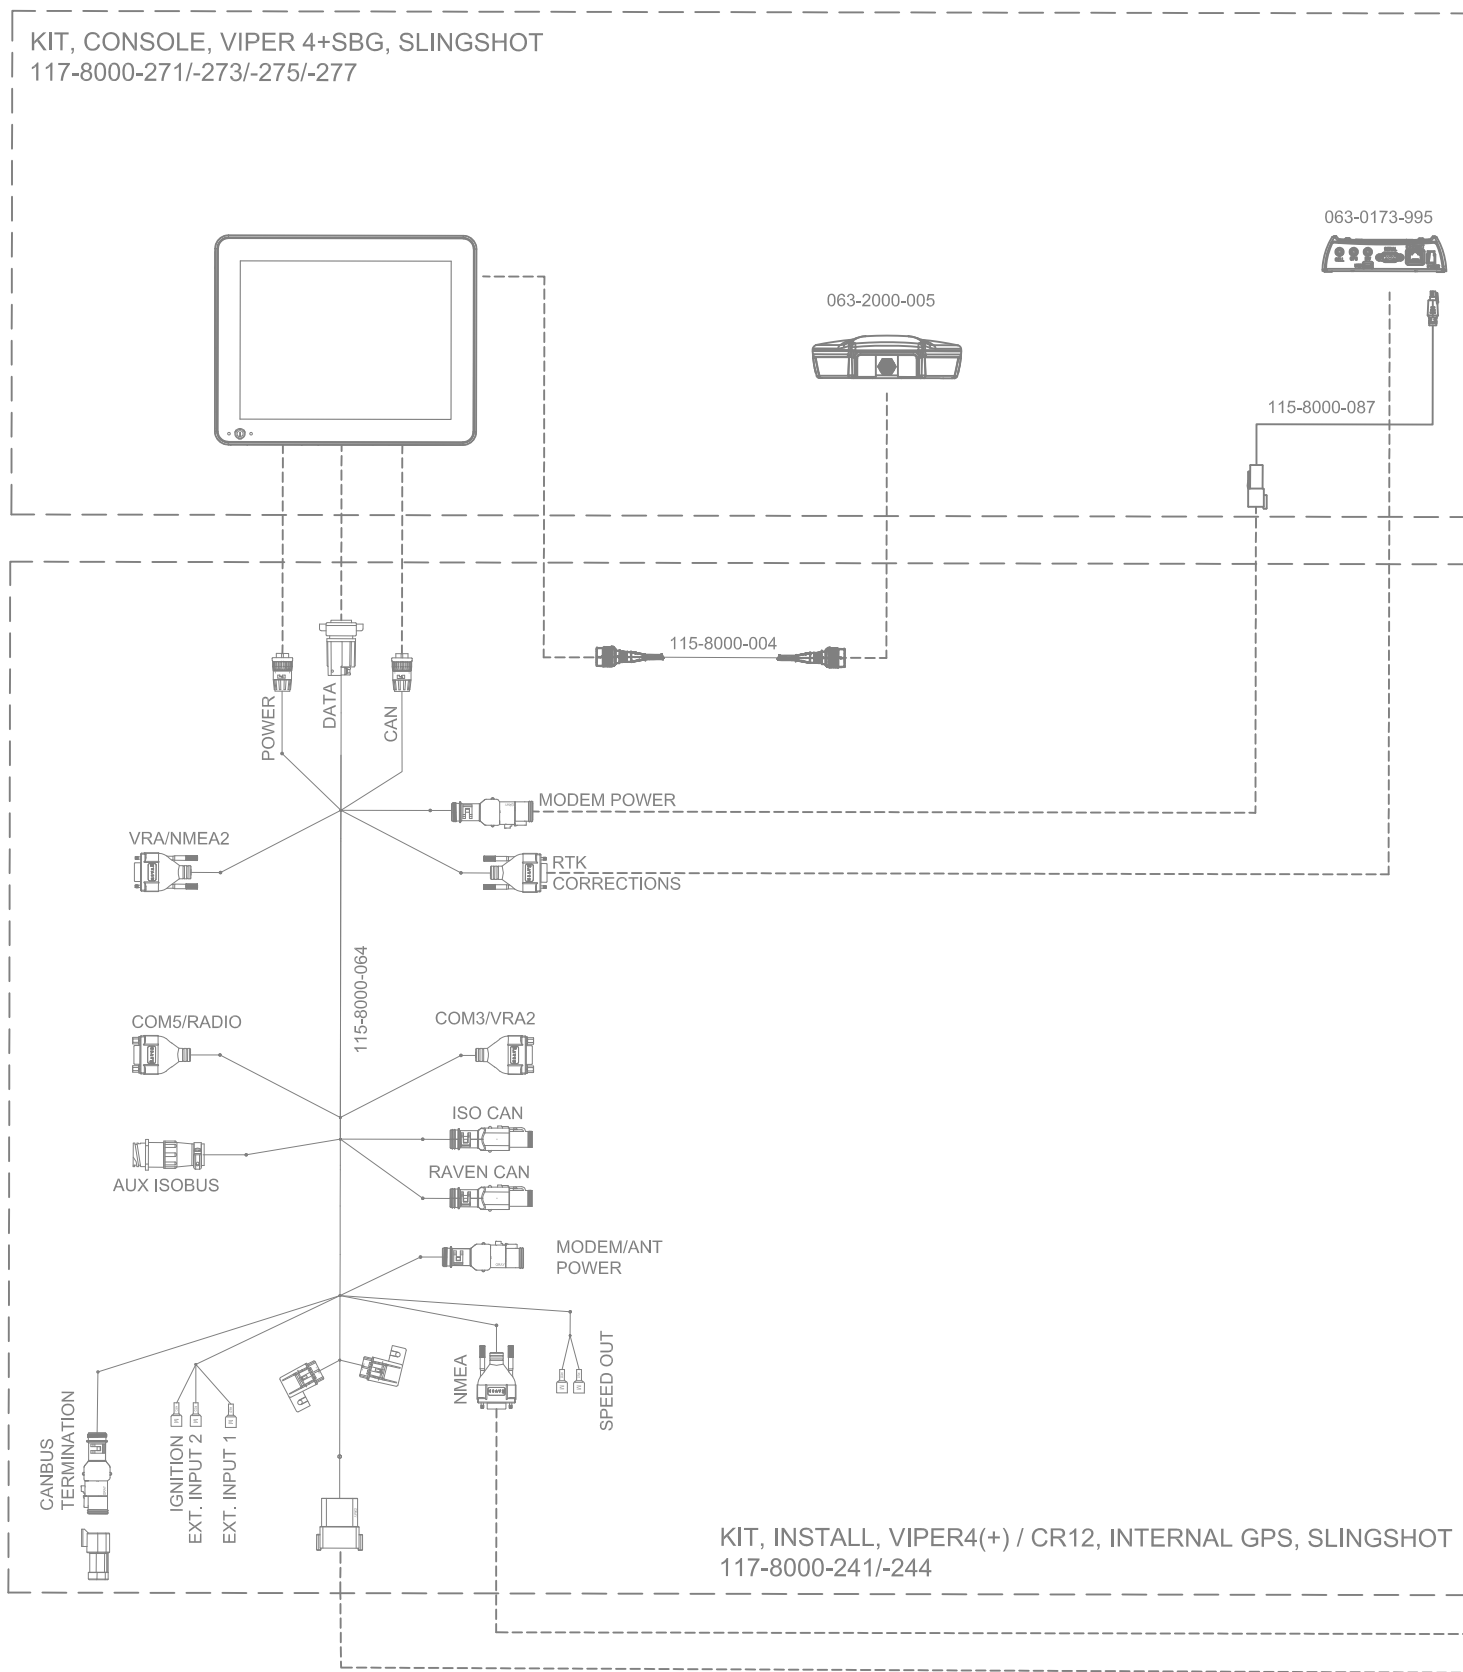 KIT, CONSOLE, VIPER 4+SBG, SLINGSHOT
117-8000-271/-273/-275/-277
063-0173-995
063-2000-005
115-8000-087
115-8000-004
POWER
DATA
CAN
MODEM POWER
VRA/NMEA2
RTK
CORRECTIONS
115-8000-064
COM5/RADIO
COM3/VRA2
ISO CAN
AUX ISOBUS
RAVEN CAN
MODEM/ANT
POWER
CANBUS
TERMINATION
IGNITION
EXT. INPUT 2
EXT. INPUT 1
NMEA
SPEED OUT
KIT, INSTALL, VIPER4(+) / CR12, INTERNAL GPS, SLINGSHOT
117-8000-241/-244